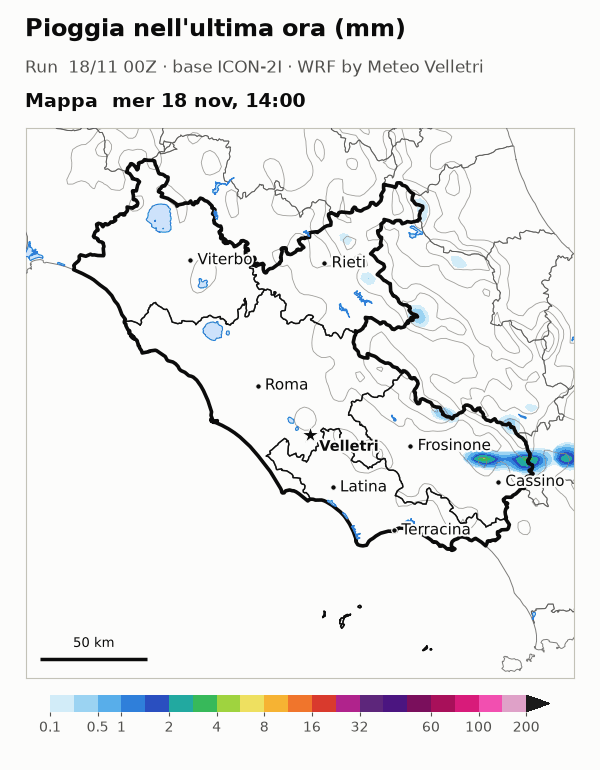 Pioggia nell'ultima ora (mm)
Run  18/11 00Z · base ICON-2I · WRF by Meteo Velletri
Mappa  mer 18 nov, 14:00
Viterbo
Rieti
Roma
Velletri
Frosinone
Cassino
Latina
Terracina
50 km
0.1 0.5 1 2 4 8 16 32 60 100 200